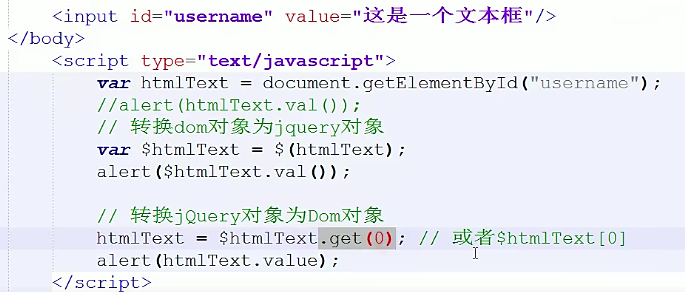 <input id="username" value="这是一个文本框"/>
</body>
<script type="text/javascript">
var htmlText = document.getElementById("username");
//alert(htmlText.val());
// 转换dom对象为jquery对象
var $htmlText = $(htmlText);
alert($htmlText.val());
// 转换jQuery对象为Dom对象
htmlText = $htmlText.get(0); // 或者$htmlText[0]
alert(htmlText.value);
</script>